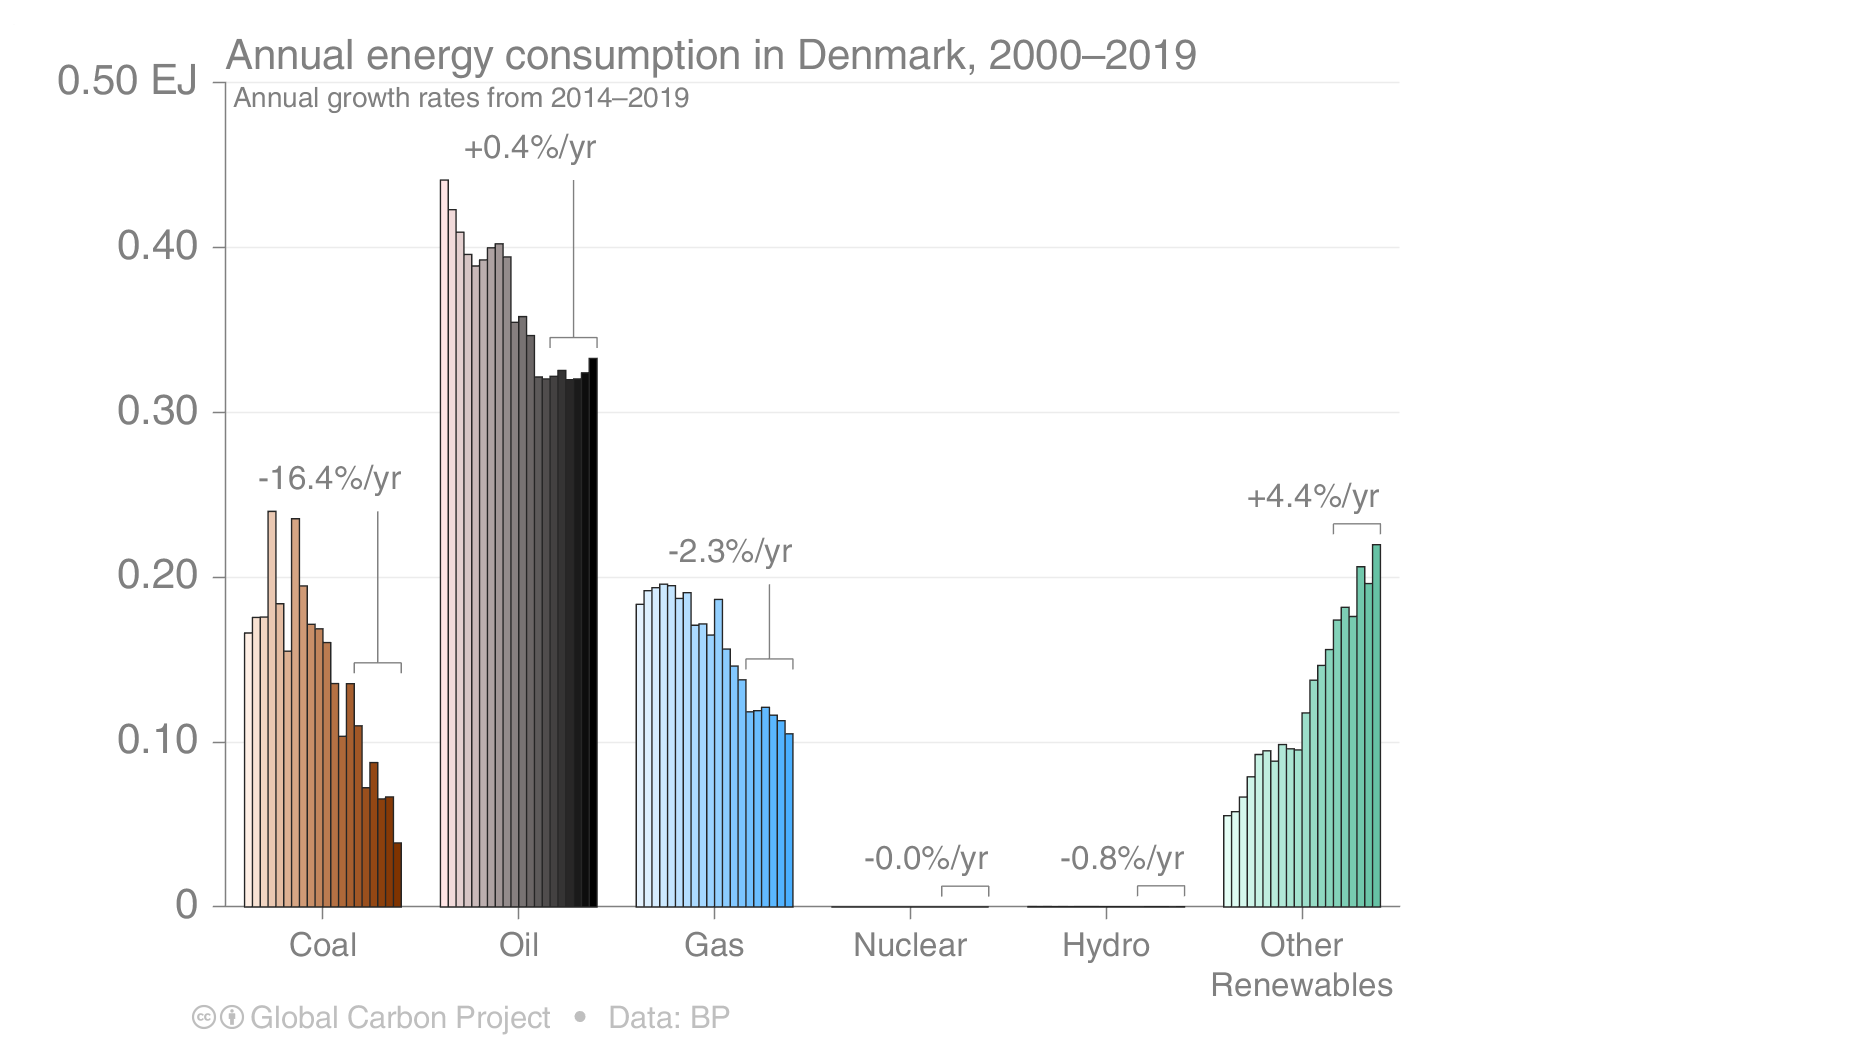 Annual energy consumption in Denmark, 2000–2019
0.50 EJ
Annual growth rates from 2014–2019
+0.4%/yr
0.40
0.30
-16.4%/yr
+4.4%/yr
-2.3%/yr
0.20
0.10
-0.0%/yr
-0.8%/yr
0
Coal
Oil
Gas
Nuclear
Hydro
Other
Renewables
cc Global Carbon Project • Data: BP